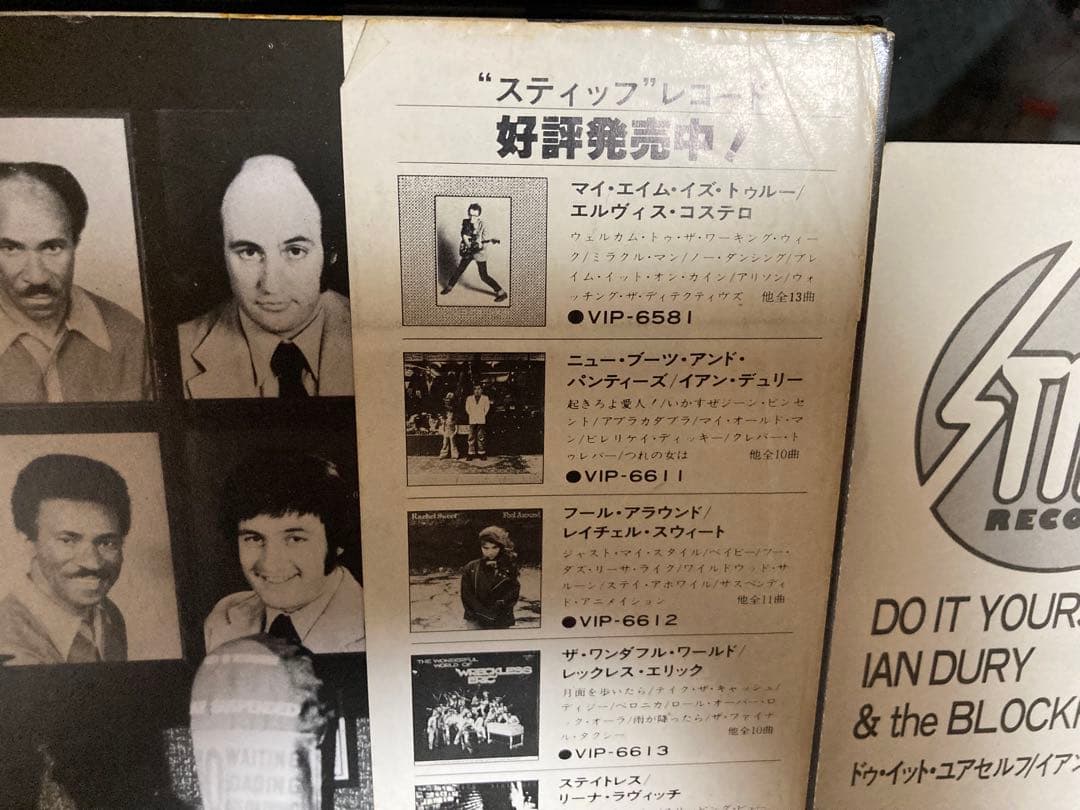 “スティッフ”レコード
好評発売中!
マイ・エイム・イズ・トゥルー/
エルヴィス・コステロ
ウェルカム・トゥ・ザ・ワーキング・ウィー
ク/ミラクル・マン/ノー・ダンシング/ブレ
イム・イット・オン・カイン/アリソン/ウォ
ッチング・ザ・ディテクティヴズ 他全13曲
●VIP-6581
ニュー・ブーツ・アンド・
パンティーズ/イアン・デューリー
起きろよ愛人!/いかすぜジーン・ビンセ
ント/アブラカダブラ/マイ・オールド・マ
ン/ビレリケイ・ディッキー/クレバー・ト
ゥレバー/つれの女は 他全10曲
●VIP-6611
Rachel Sweet Fool Around
フール・アラウンド/
レイチェル・スウィート
ジャスト・マイ・スタイル/ベイビー/ツー・
ダズ・リーサ・ライク/ワイルドウッド・サ
ルーン/ステイ・アホワイル/サスペンディ
ド・アニメイション 他全11曲
●VIP-6612
THE WONDERFUL
WORLD OF
WRECKLESS
ERIC
ザ・ワンダフル・ワールド/
レックレス・エリック
月面を歩いたら/テイク・ザ・キャッシュ/
ディジー/ベロニカ/ロール・オーバー・ロ
ック・オーラ/雨が降ったら/ザ・ファイナ
ル・タクシー 他全10曲
●VIP-6613
ステイトレス/
リーナ・ラヴィッチ
RECO
DO IT YOURS
IAN DURY
& the BLOCK
ドゥ・イット・ユアセルフ/イアン
WAITING